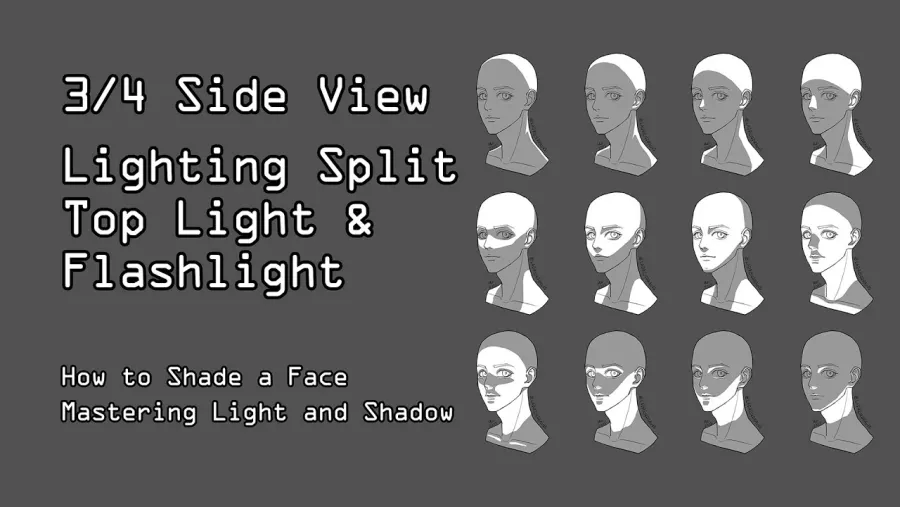 3/4 Side View
Lighting Split
Top Light &
Flashlight
How to Shade a Face
Mastering Light and Shadow